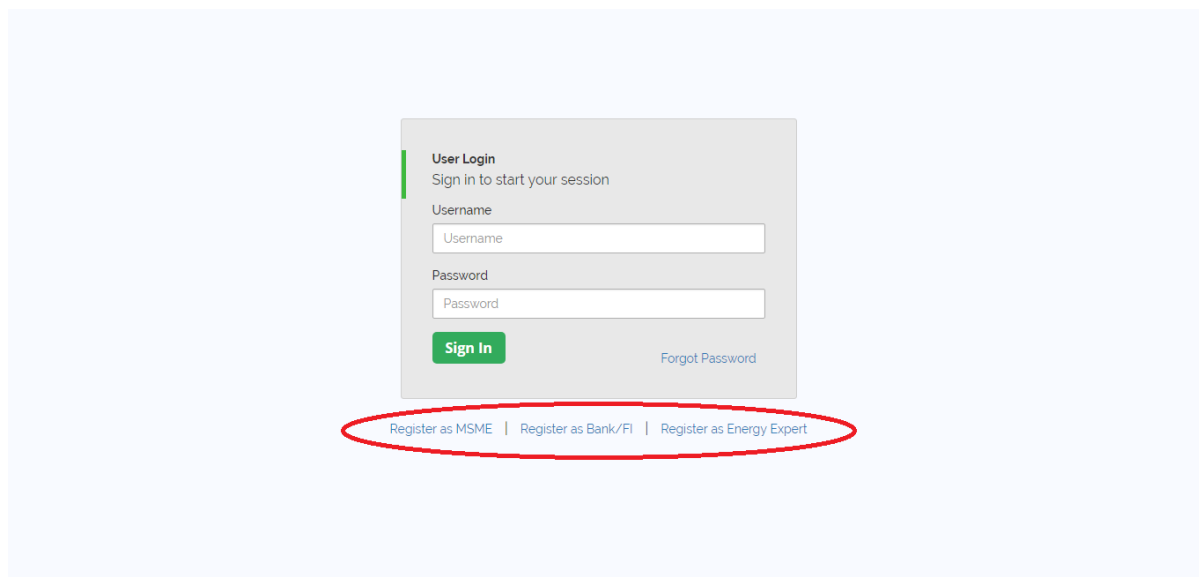 User Login
Sign in to start your session
Username
Username
Password
Password
Sign In
Forgot Password
Register as MSME | Register as Bank/FI | Register as Energy Expert